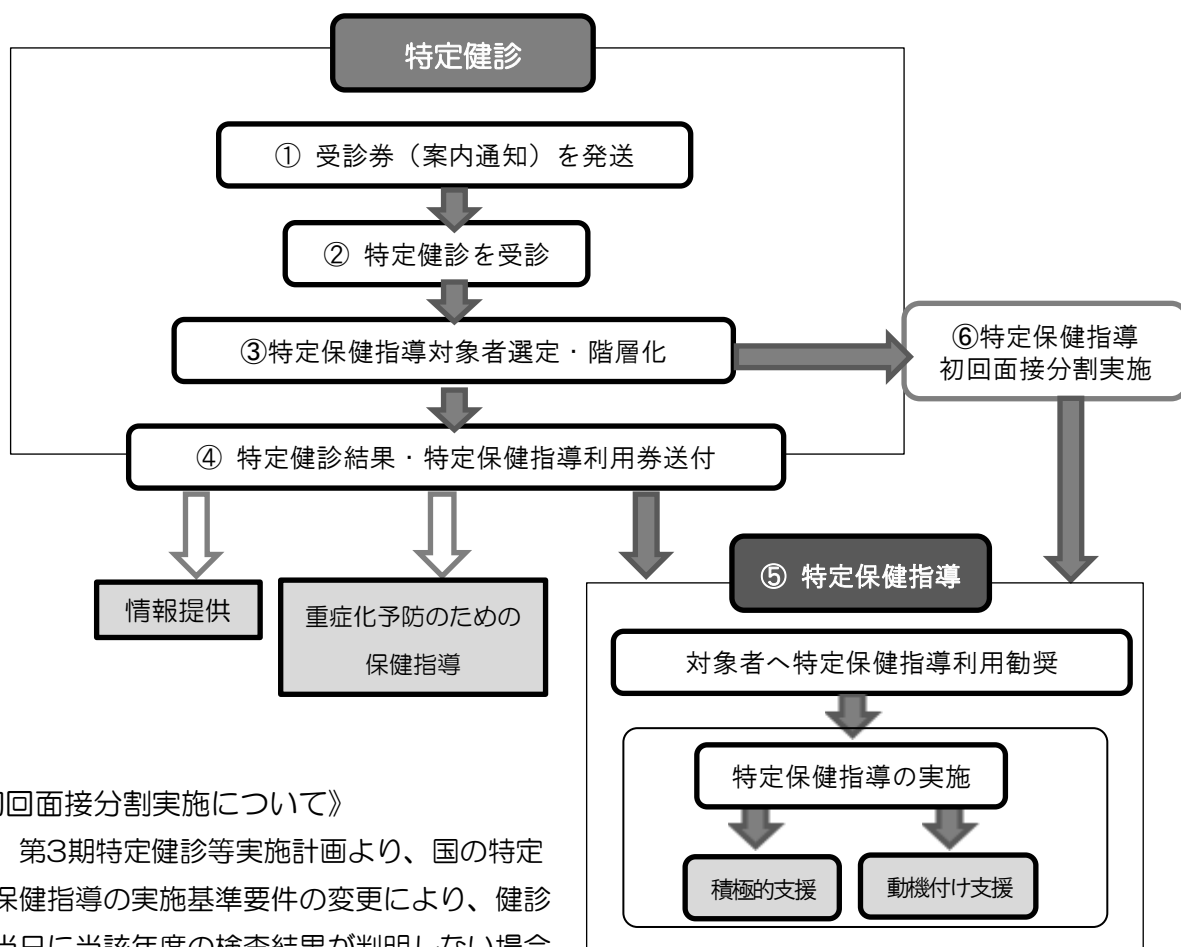 特定健診
① 受診券（案内通知）を発送
② 特定健診を受診
③特定保健指導対象者選定・階層化
⑥特定保健指導
初回面接分割実施
④ 特定健診結果・特定保健指導利用券送付
情報提供
重症化予防のための
保健指導
⑤ 特定保健指導
対象者へ特定保健指導利用勧奨
特定保健指導の実施
積極的支援
動機付け支援
回面接分割実施について》
第3期特定健診等実施計画より、国の特定
保健指導の実施基準要件の変更により、健診
当日に当該年度の検査結果が判明しない場合